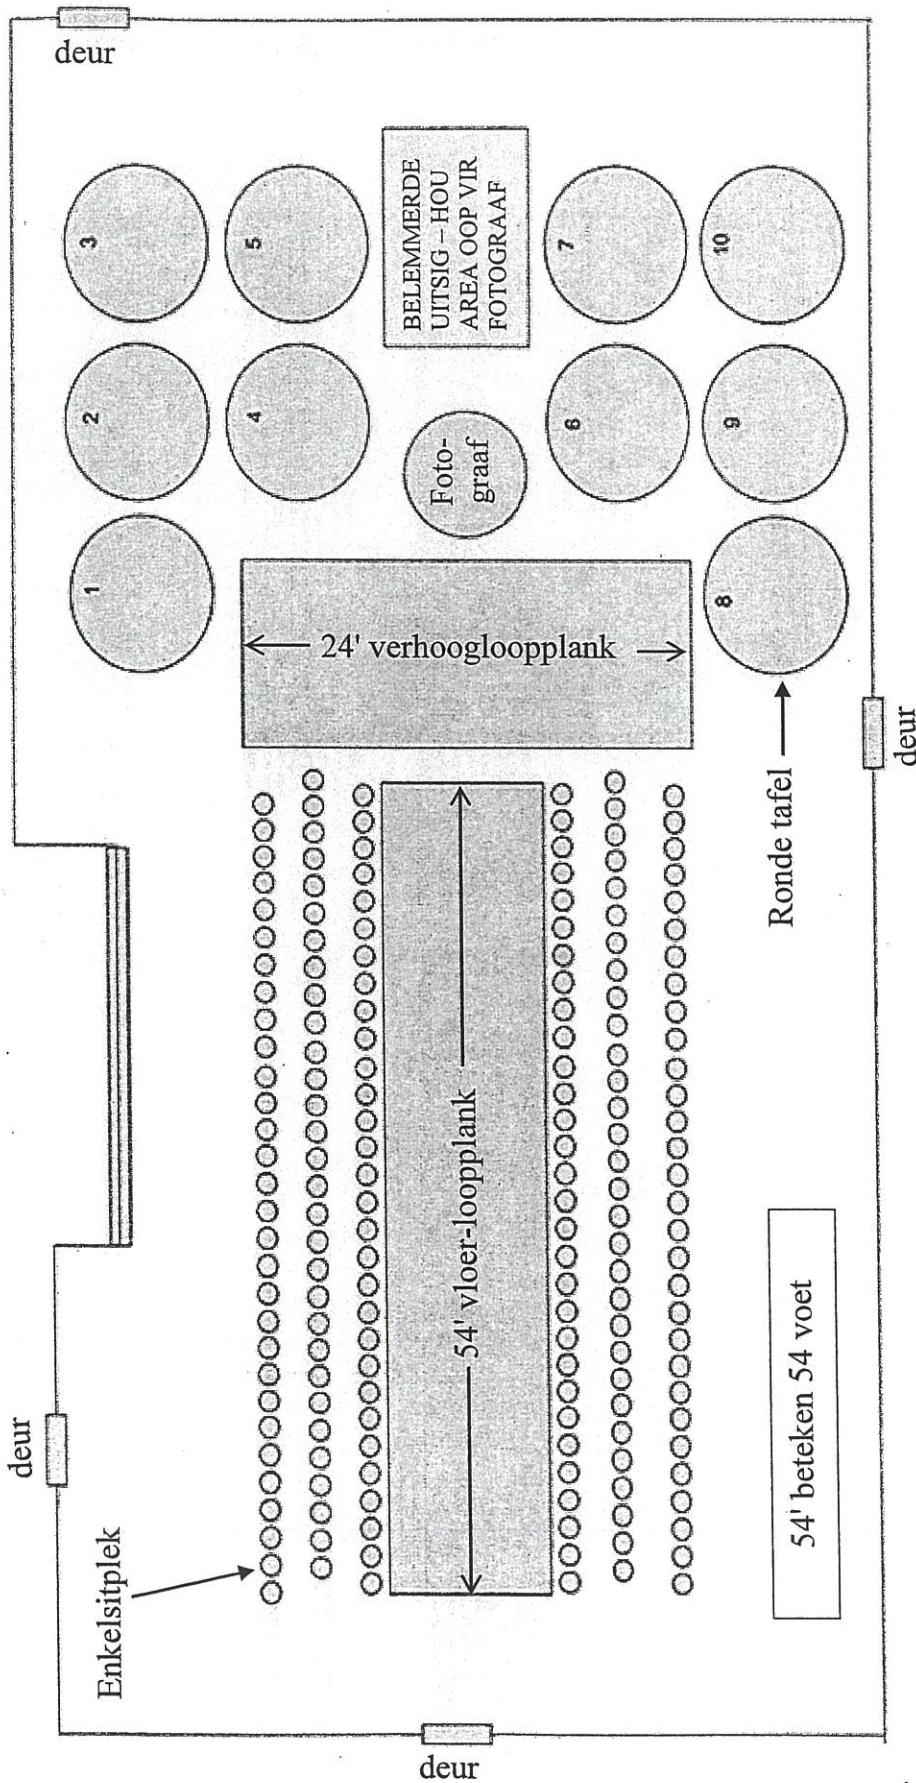 deur
3
5
BELEMMERDE
UITSIG – HOU
AREA OOP VIR
FOTOGRAAF
7
10
2
4
Foto-
graaf
6
9
1
24' verhoogloopplank
8
Ronde tafel
deur
54' vloer-loopplank
deur
Enkelsitplek
54' beteken 54 voet
deur